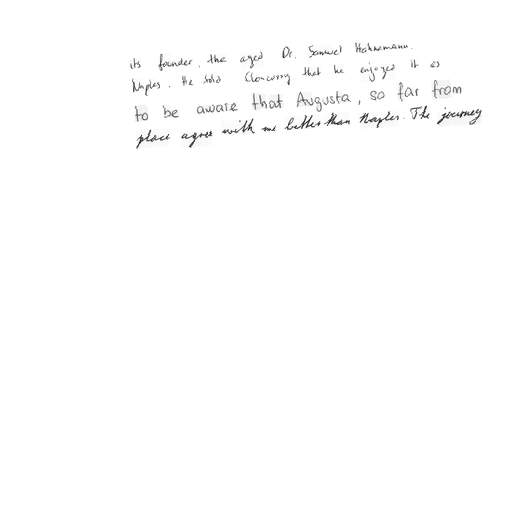 its founder, the aged Dr. Samuel Hahnemann.
Naples. He told Cloncurry that he enjoyed it as
to be aware that Augusta, so far from
place agree with me better than Naples. The journey